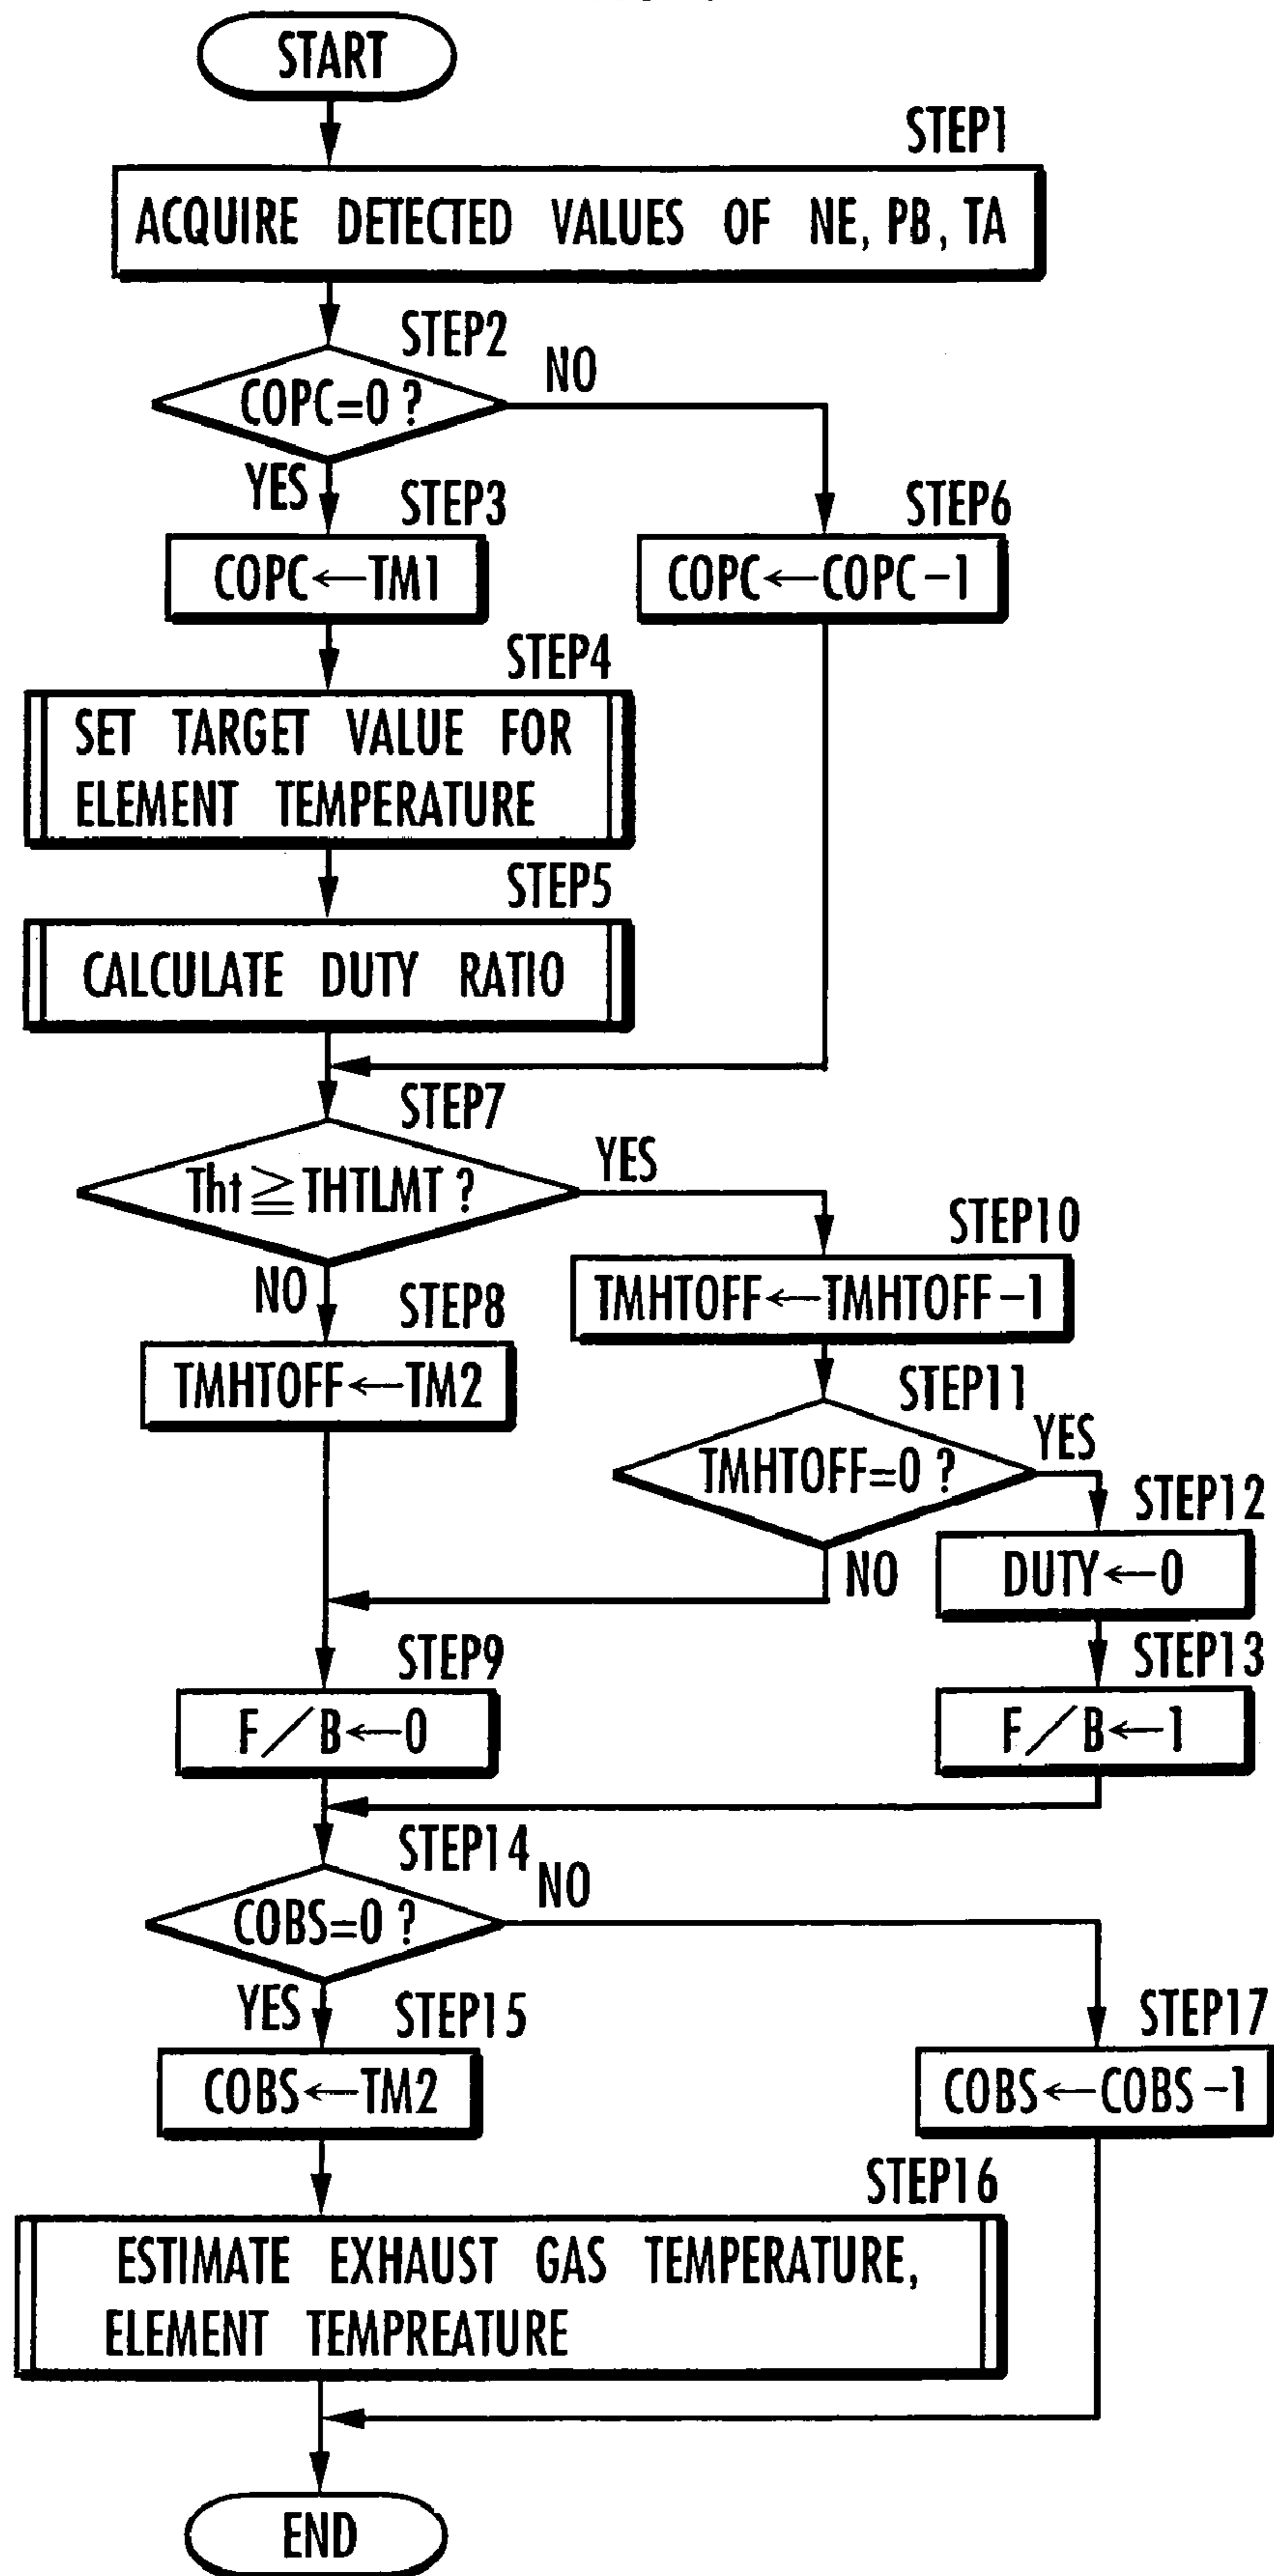 START
STEP1
ACQUIRE DETECTED VALUES OF NE, PB, TA
STEP2
COPC=0 ?
NO
YES
STEP3
COPC←TM1
STEP6
COPC←COPC-1
STEP4
SET TARGET VALUE FOR
ELEMENT TEMPERATURE
STEP5
CALCULATE DUTY RATIO
STEP7
Tht≧THTLMT ?
YES
NO
STEP8
TMHTOFF←TM2
STEP10
TMHTOFF←TMHTOFF-1
STEP11
TMHTOFF=0 ?
YES
NO
STEP12
DUTY←0
STEP9
F/B←0
STEP13
F/B←1
STEP14
COBS=0 ?
NO
YES
STEP15
COBS←TM2
STEP17
COBS←COBS-1
STEP16
ESTIMATE EXHAUST GAS TEMPERATURE,
ELEMENT TEMPREATURE
END